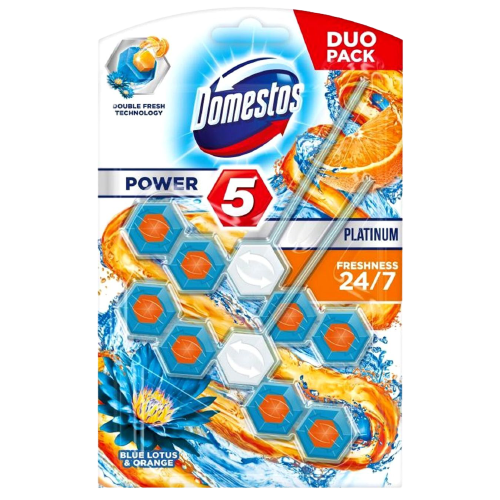 DUO
PACK
Domestos
DOUBLE FRESH
TECHNOLOGY
POWER 5
PLATINUM
FRESHNESS
24/7
BLUE LOTUS
& ORANGE